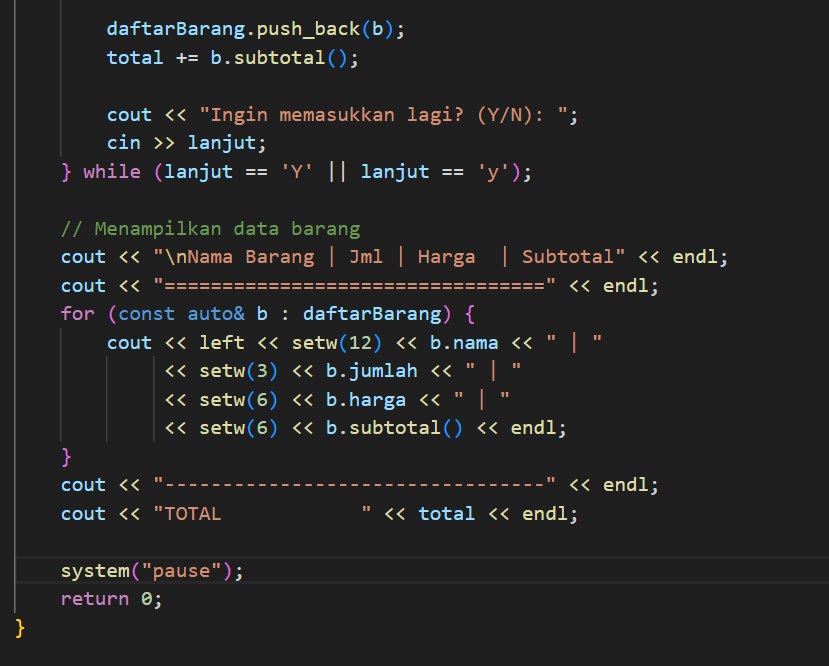 daftarBarang.push_back(b);
        total += b.subtotal();

        cout << "Ingin memasukkan lagi? (Y/N): ";
        cin >> lanjut;
    } while (lanjut == 'Y' || lanjut == 'y');

    // Menampilkan data barang
    cout << "\nNama Barang | Jml | Harga  | Subtotal" << endl;
    cout << "=================================" << endl;
    for (const auto& b : daftarBarang) {
        cout << left << setw(12) << b.nama << " | "
             << setw(3) << b.jumlah << " | "
             << setw(6) << b.harga << " | "
             << setw(6) << b.subtotal() << endl;
    }
    cout << "---------------------------------" << endl;
    cout << "TOTAL            " << total << endl;

    system("pause");
    return 0;
}